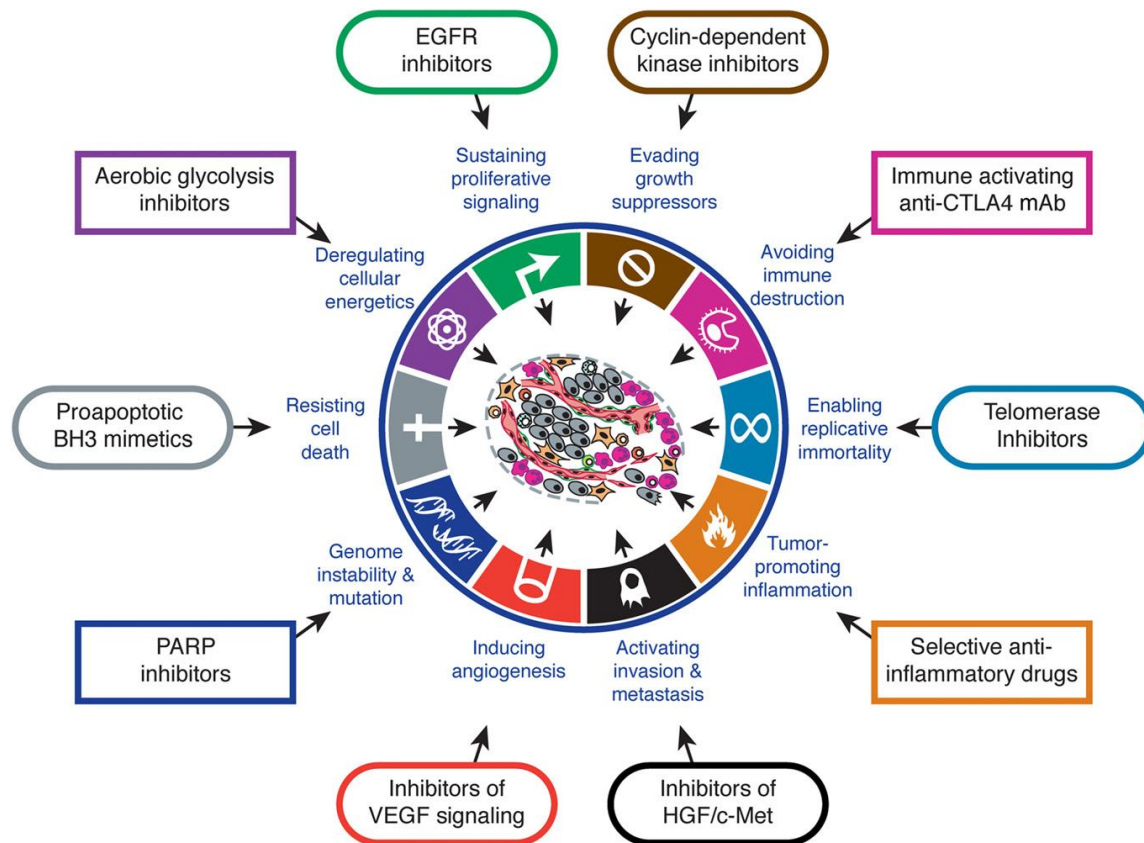 EGFR
inhibitors
Cyclin-dependent
kinase inhibitors
Sustaining
proliferative
signaling
Evading
growth
suppressors
Aerobic glycolysis
inhibitors
Immune activating
anti-CTLA4 mAb
Deregulating
cellular
energetics
Avoiding
immune
destruction
Proapoptotic
BH3 mimetics
Resisting
cell
death
Enabling
replicative
immortality
Telomerase
Inhibitors
Genome
instability &
mutation
Tumor-
promoting
inflammation
PARP
inhibitors
Inducing
angiogenesis
Activating
invasion &
metastasis
Selective anti-
inflammatory drugs
Inhibitors of
VEGF signaling
Inhibitors of
HGF/c-Met